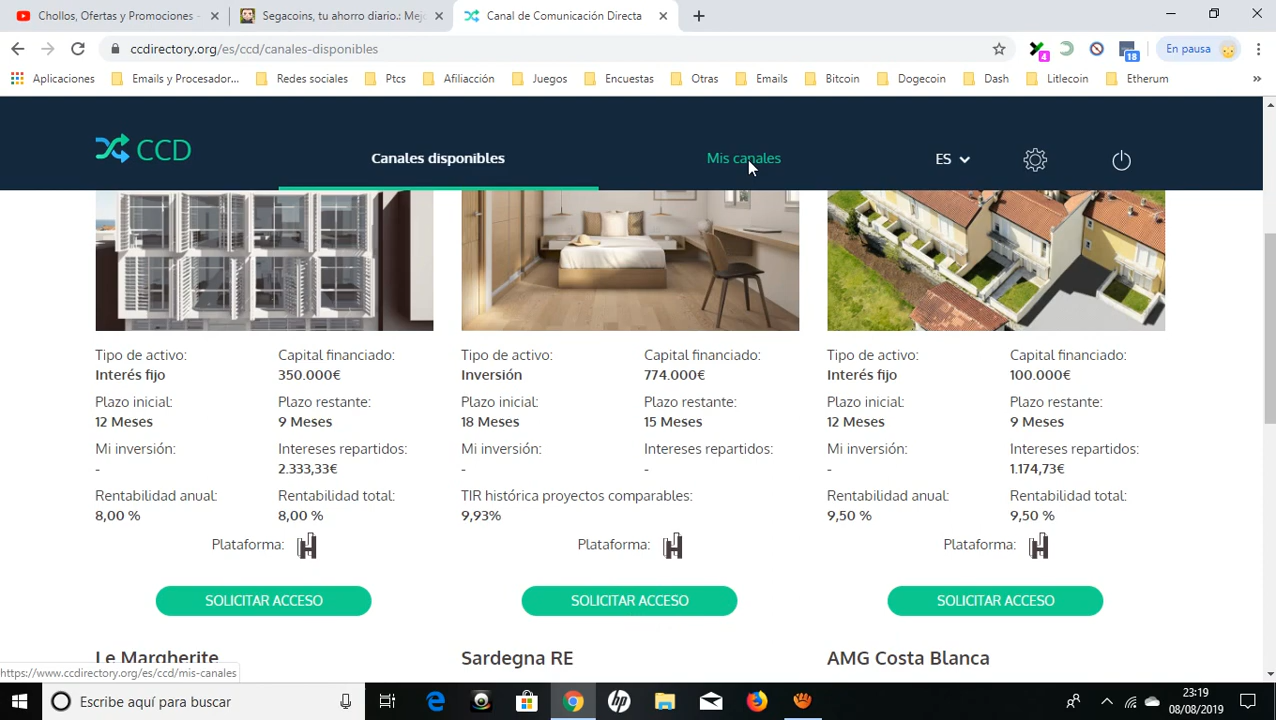 Chollos, Ofertas y Promociones -
Segacoins, tu ahorro diario.: Mejo
Canal de Comunicación Directa
ccdirectory.org/es/ccd/canales-disponibles
4
18
En pausa
Aplicaciones
Emails y Procesador...
Redes sociales
Ptcs
Afiliacción
Juegos
Encuestas
Otras
Emails
Bitcoin
Dogecoin
Dash
Litlecoin
Etherum
»
CCD
Canales disponibles
Mis canales
ES
Tipo de activo:
Interés fijo
Capital financiado:
350.000€
Plazo inicial:
12 Meses
Plazo restante:
9 Meses
Mi inversión:
-
Intereses repartidos:
2.333,33€
Rentabilidad anual:
8,00 %
Rentabilidad total:
8,00 %
Plataforma:
SOLICITAR ACCESO
Tipo de activo:
Inversión
Capital financiado:
774.000€
Plazo inicial:
18 Meses
Plazo restante:
15 Meses
Mi inversión:
-
Intereses repartidos:
-
TIR histórica proyectos comparables:
9,93%
Plataforma:
SOLICITAR ACCESO
Tipo de activo:
Interés fijo
Capital financiado:
100.000€
Plazo inicial:
12 Meses
Plazo restante:
9 Meses
Mi inversión:
-
Intereses repartidos:
1.174,73€
Rentabilidad anual:
9,50 %
Rentabilidad total:
9,50 %
Plataforma:
SOLICITAR ACCESO
Le Margherite
Sardegna RE
AMG Costa Blanca
https://www.ccdirectory.org/es/ccd/mis-canales
Escribe aquí para buscar
hp
23:19
08/08/2019